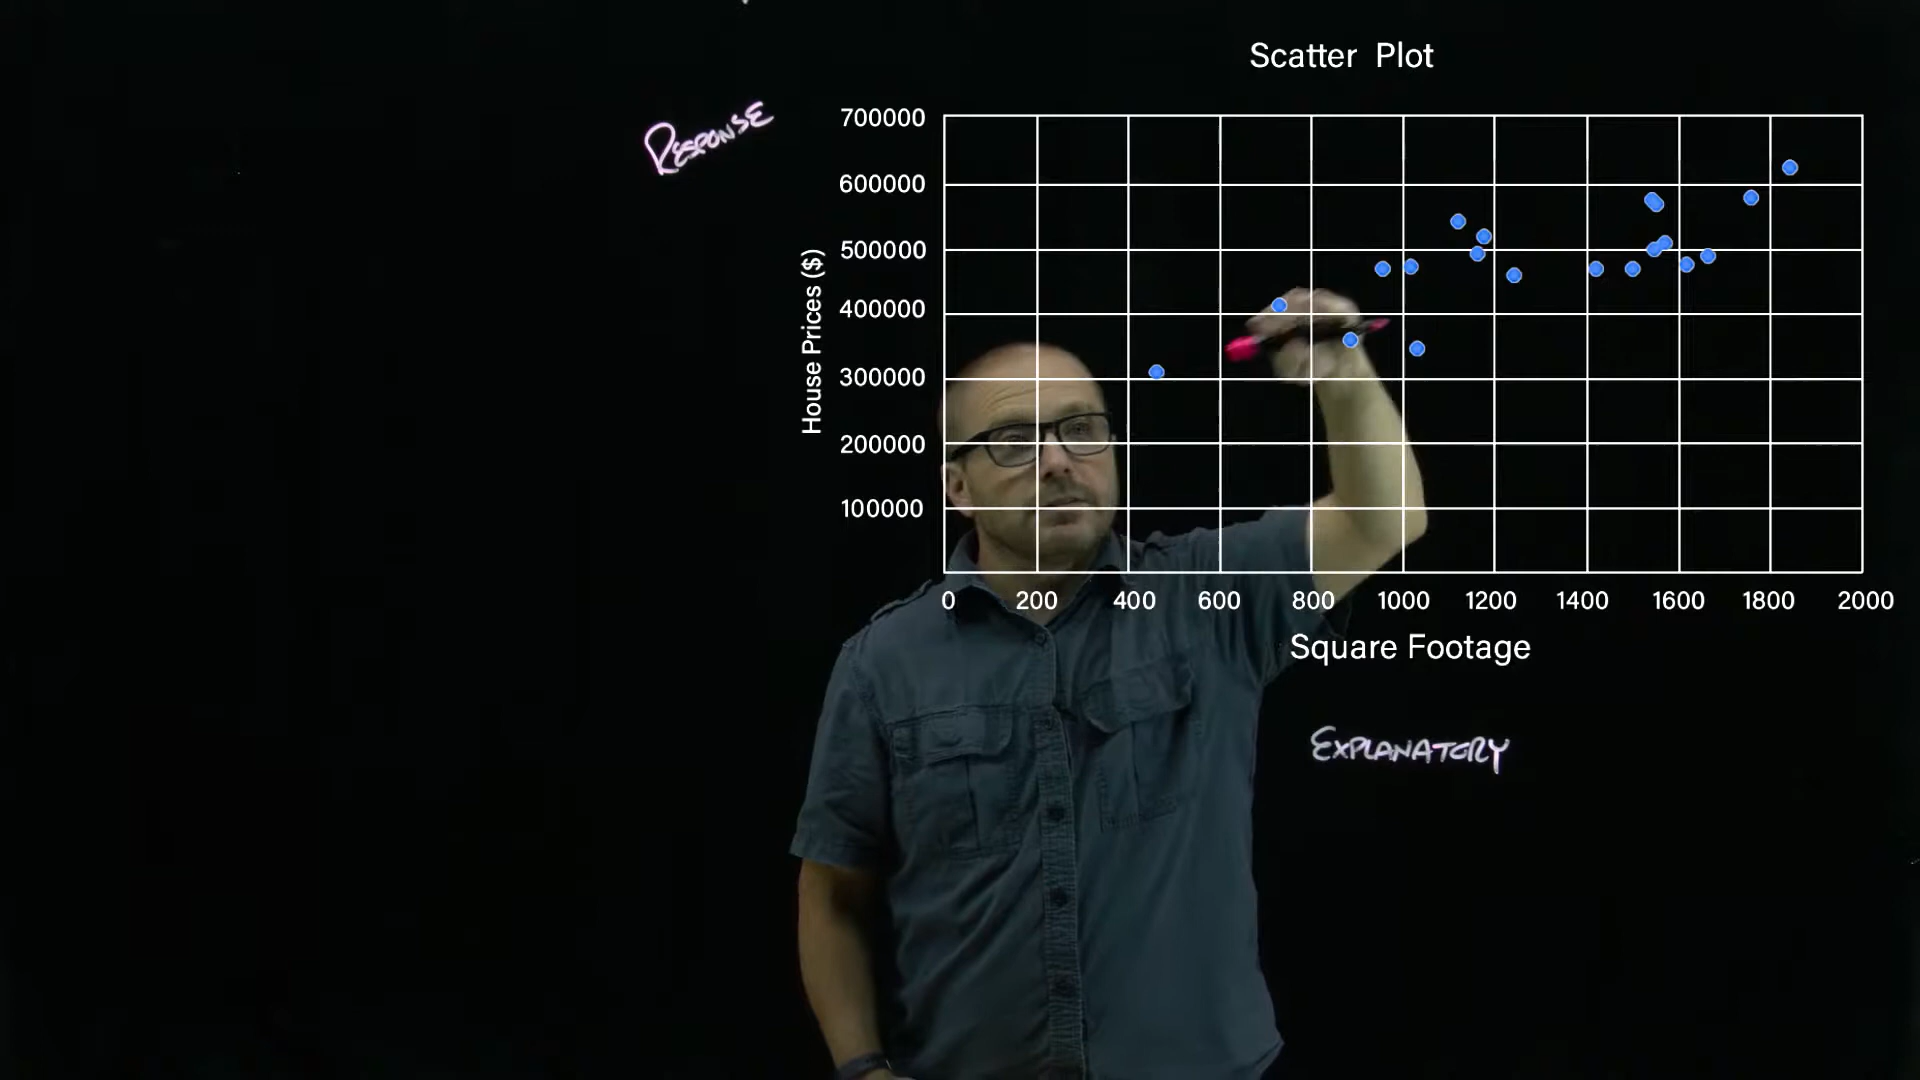 Scatter Plot
RESPONSE
700000
600000
500000
400000
300000
200000
100000
House Prices ($)
0 200 400 600 800 1000 1200 1400 1600 1800 2000
Square Footage
EXPLANATORY